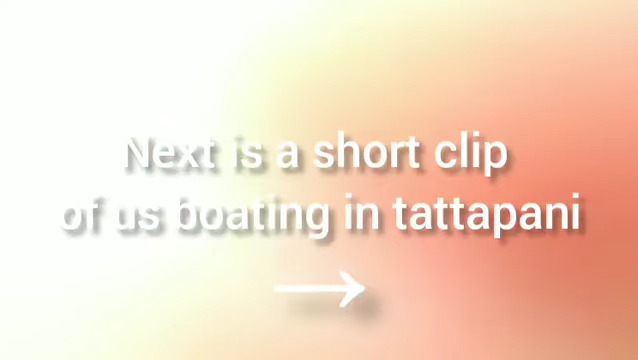 Next is a short clip
of us boating in tattapani
→